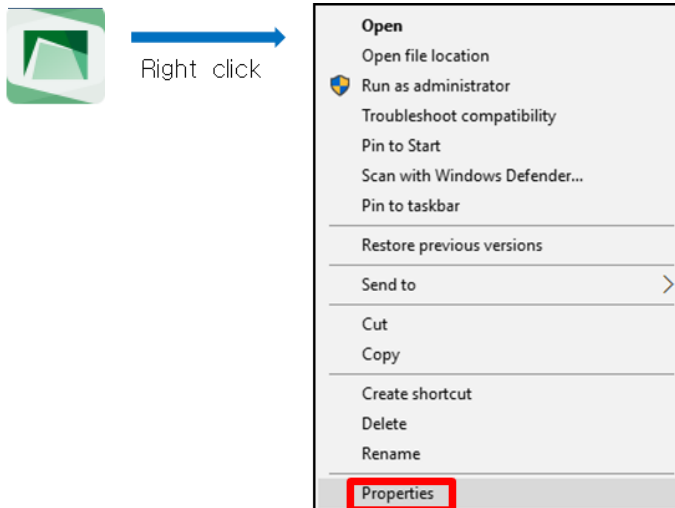 Right click
Open
Open file location
Run as administrator
Troubleshoot compatibility
Pin to Start
Scan with Windows Defender...
Pin to taskbar
Restore previous versions
Send to
Cut
Copy
Create shortcut
Delete
Rename
Properties